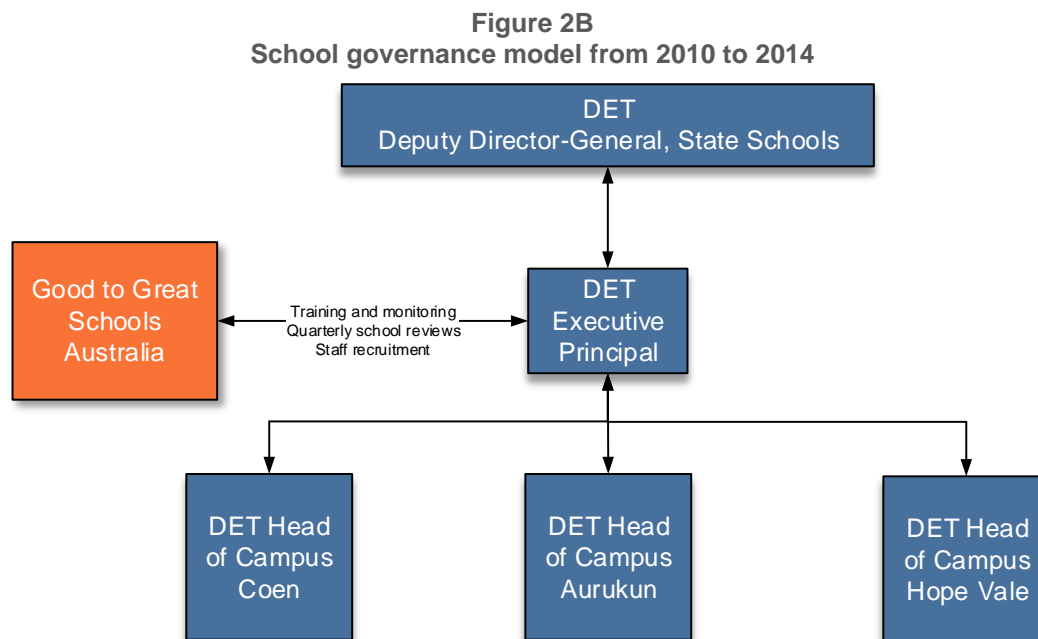 Figure 2B
School governance model from 2010 to 2014
DET
Deputy Director-General, State Schools
Good to Great
Schools
Australia
Training and monitoring
Quarterly school reviews
Staff recruitment
DET
Executive
Principal
DET Head
of Campus
Coen
DET Head
of Campus
Aurukun
DET Head
of Campus
Hope Vale